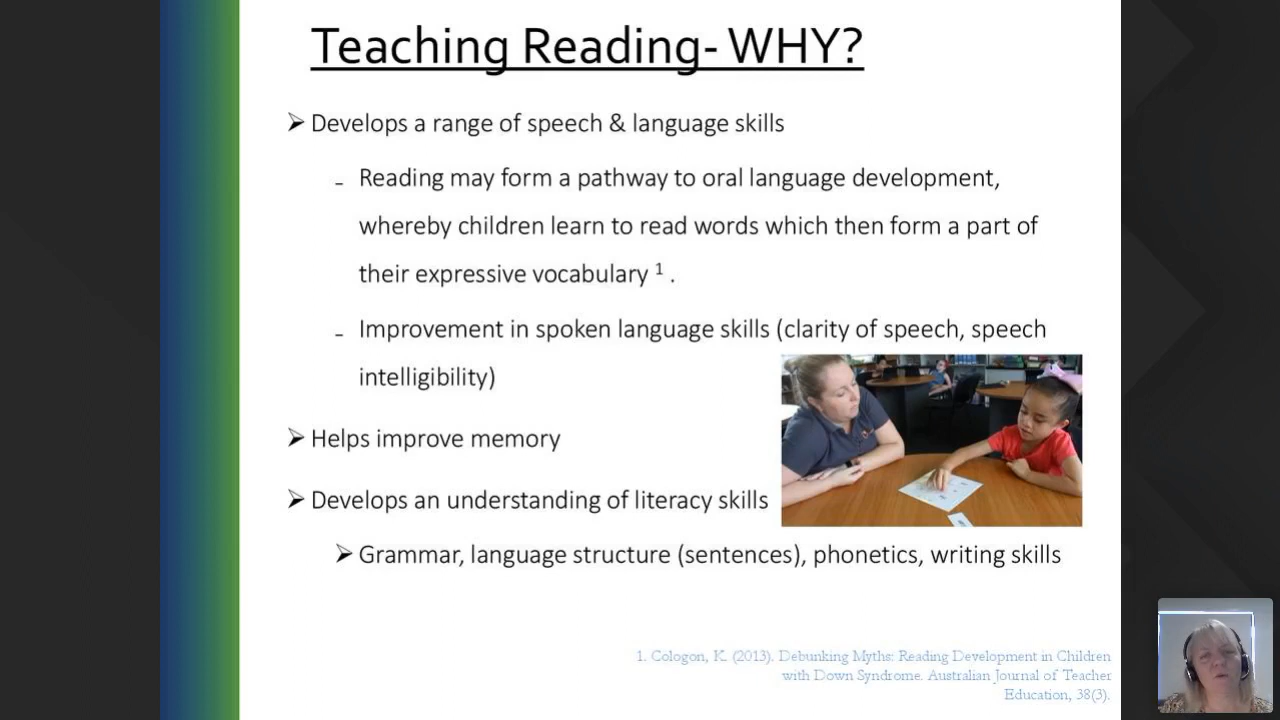 Teaching Reading- WHY?
➢ Develops a range of speech & language skills
- Reading may form a pathway to oral language development,
whereby children learn to read words which then form a part of
their expressive vocabulary ¹ .
- Improvement in spoken language skills (clarity of speech, speech
intelligibility)
➢ Helps improve memory
➢ Develops an understanding of literacy skills
➢ Grammar, language structure (sentences), phonetics, writing skills
1. Cologon, K. (2013). Debunking Myths: Reading Development in Children
with Down Syndrome. Australian Journal of Teacher
Education, 38(3).